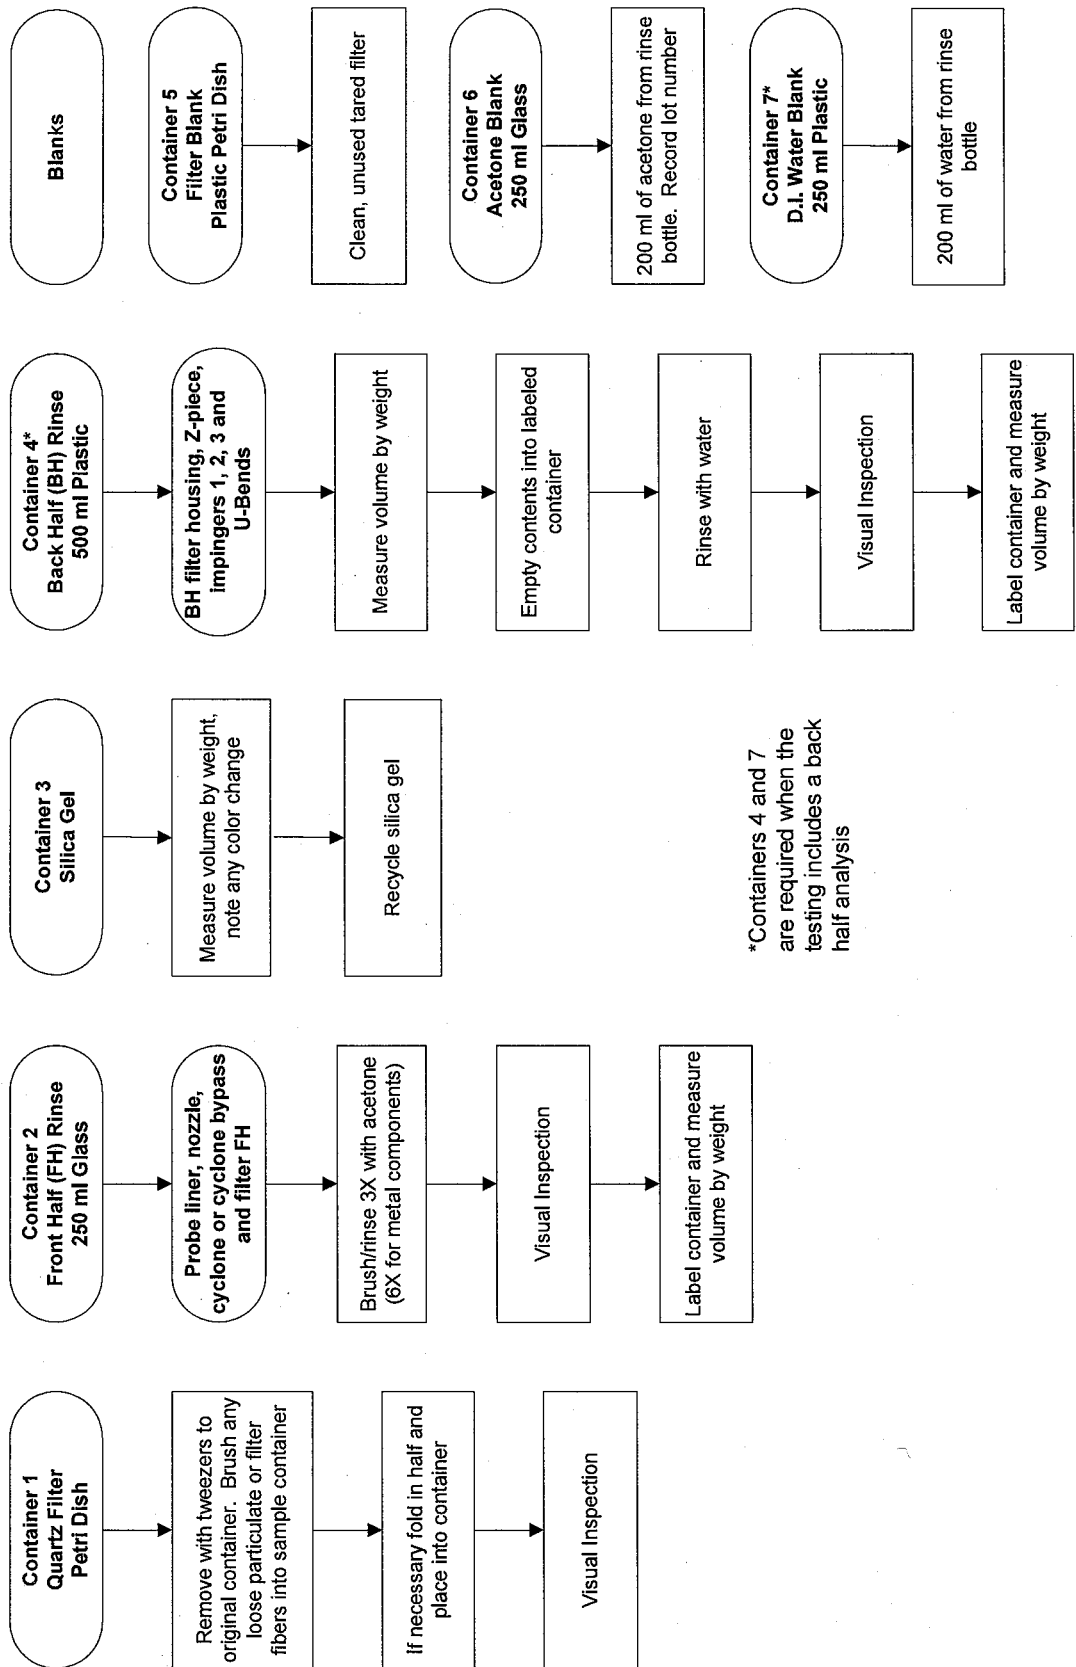 Container 1
Quartz Filter
Petri Dish
Remove with tweezers to
original container.  Brush any
loose particulate or filter
fibers into sample container
If necessary fold in half and
place into container
Visual Inspection
Container 2
Front Half (FH) Rinse
250 ml Glass
Probe liner, nozzle,
cyclone or cyclone bypass
and filter FH
Brush/rinse 3X with acetone
(6X for metal components)
Visual Inspection
Label container and measure
volume by weight
Container 3
Silica Gel
Measure volume by weight,
note any color change
Recycle silica gel
Container 4*
Back Half (BH) Rinse
500 ml Plastic
BH filter housing, Z-piece,
impingers 1, 2, 3 and
U-Bends
Measure volume by weight
Empty contents into labeled
container
Rinse with water
Visual Inspection
Label container and measure
volume by weight
Blanks
Container 5
Filter Blank
Plastic Petri Dish
Clean, unused tared filter
Container 6
Acetone Blank
250 ml Glass
200 ml of acetone from rinse
bottle.  Record lot number
Container 7*
D.I. Water Blank
250 ml Plastic
200 ml of water from rinse
bottle
*Containers 4 and 7
are required when the
testing includes a back
half analysis